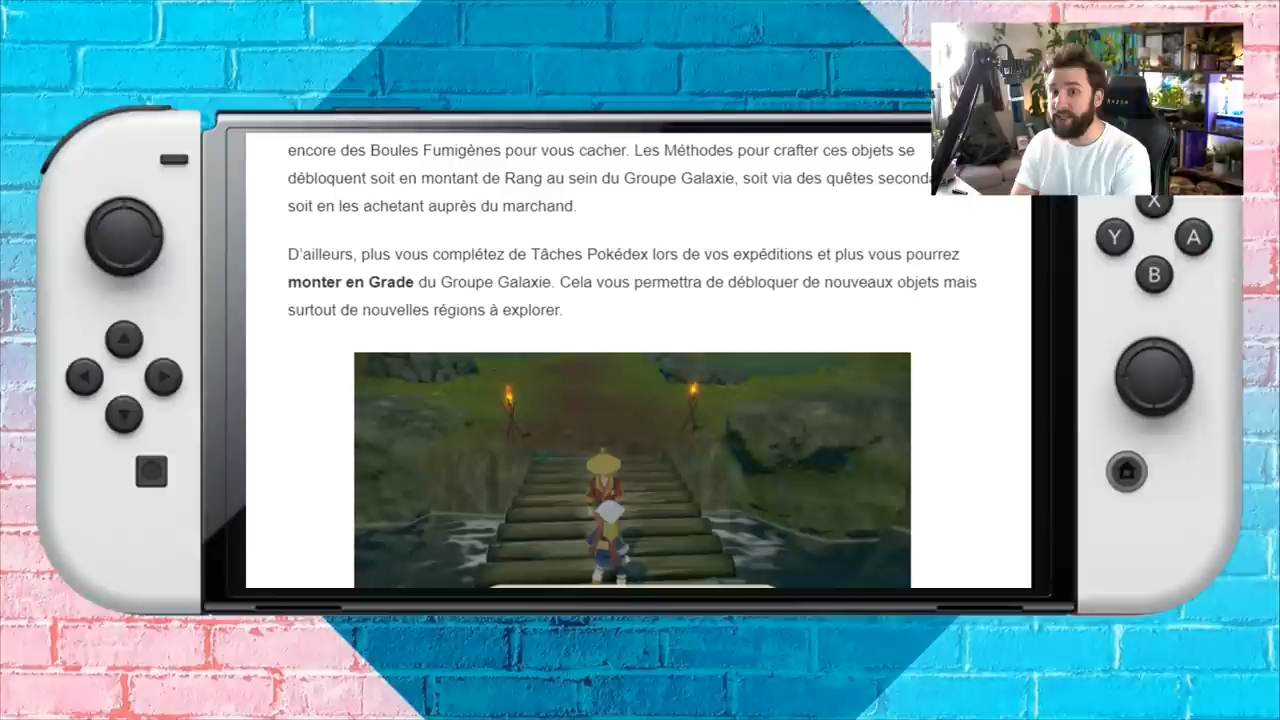 encore des Boules Fumigènes pour vous cacher. Les Méthodes pour crafter ces objets se
débloquent soit en montant de Rang au sein du Groupe Galaxie, soit via des quêtes
soit en les achetant auprès du marchand.
D'ailleurs, plus vous complétez de Tâches Pokédex lors de vos expéditions et plus vous pourrez
monter en Grade du Groupe Galaxie. Cela vous permettra de débloquer de nouveaux objets mais
surtout de nouvelles régions à explorer.
X
Y
A
B
RAZER